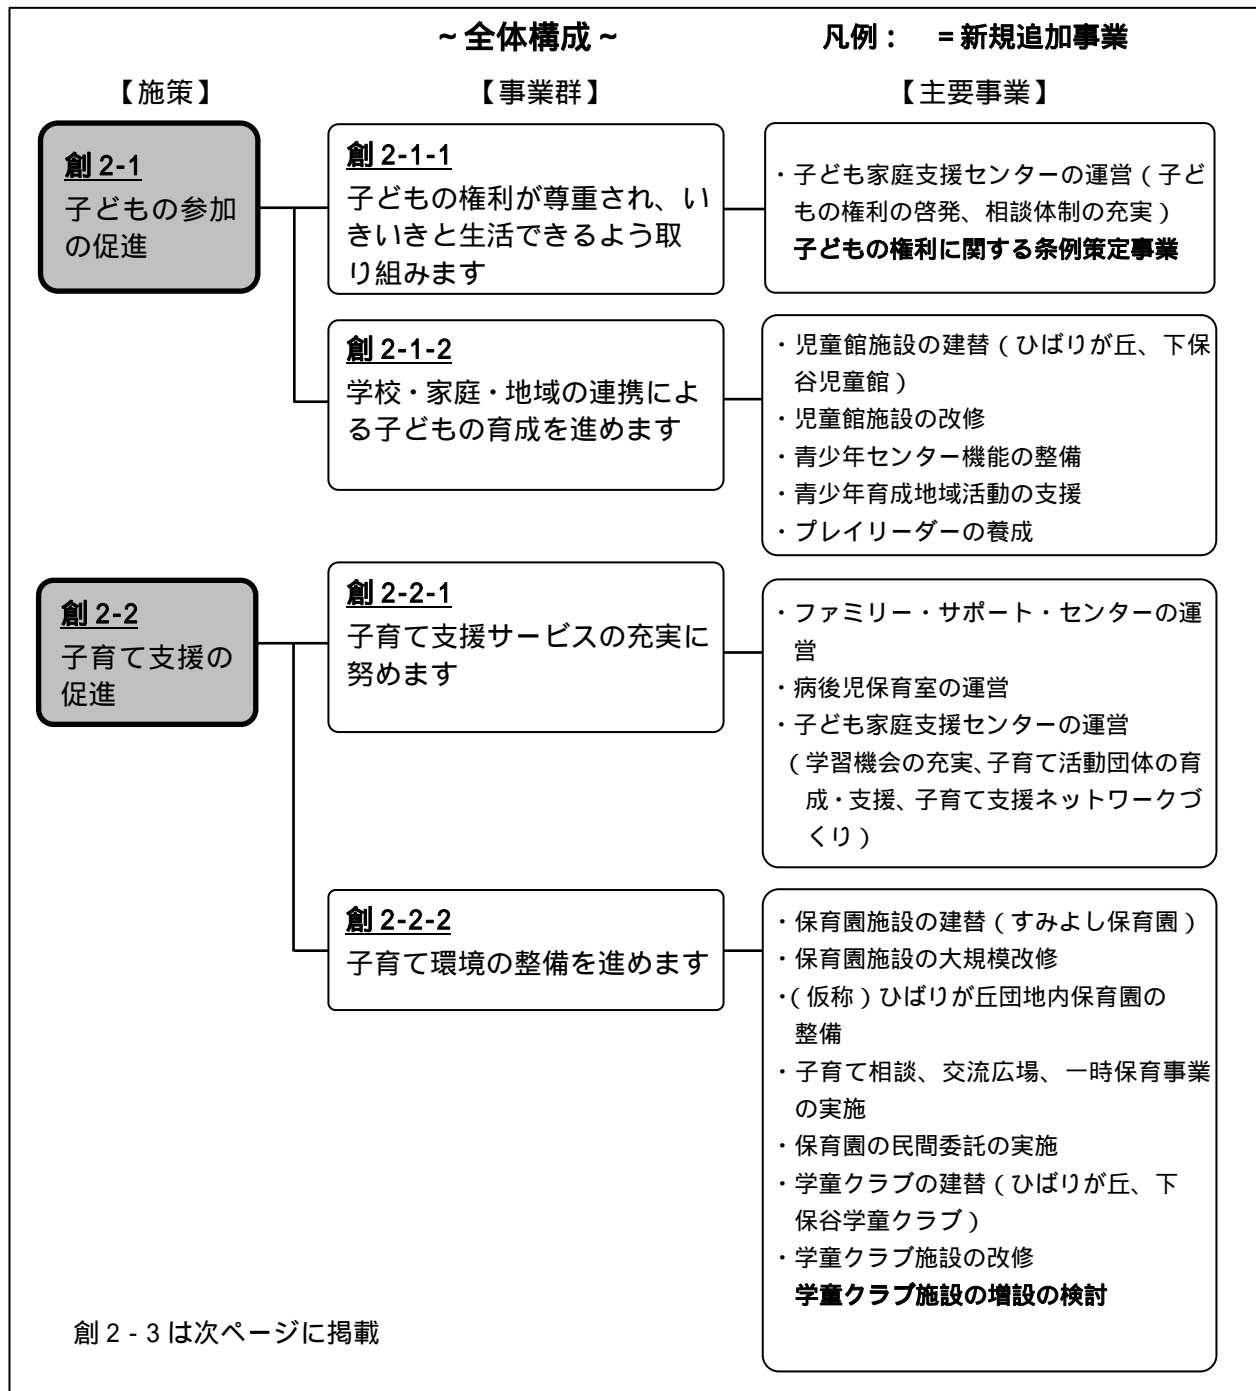 ～全体構成～
凡例：　＝新規追加事業
【施策】
【事業群】
【主要事業】
創 2-1
子どもの参加
の促進
創 2-1-1
子どもの権利が尊重され、い
きいきと生活できるよう取
り組みます
・子ども家庭支援センターの運営（子ど
もの権利の啓発、相談体制の充実）
子どもの権利に関する条例策定事業
創 2-1-2
学校・家庭・地域の連携によ
る子どもの育成を進めます
・児童館施設の建替（ひばりが丘、下保
谷児童館）
・児童館施設の改修
・青少年センター機能の整備
・青少年育成地域活動の支援
・プレイリーダーの養成
創 2-2
子育て支援の
促進
創 2-2-1
子育て支援サービスの充実に
努めます
・ファミリー・サポート・センターの運
営
・病後児保育室の運営
・子ども家庭支援センターの運営
（学習機会の充実、子育て活動団体の育
成・支援、子育て支援ネットワークづ
くり）
創 2-2-2
子育て環境の整備を進めます
・保育園施設の建替（すみよし保育園）
・保育園施設の大規模改修
・（仮称）ひばりが丘団地内保育園の
整備
・子育て相談、交流広場、一時保育事業
の実施
・保育園の民間委託の実施
・学童クラブの建替（ひばりが丘、下
保谷学童クラブ）
・学童クラブ施設の改修
学童クラブ施設の増設の検討
創 2 - 3 は次ページに掲載